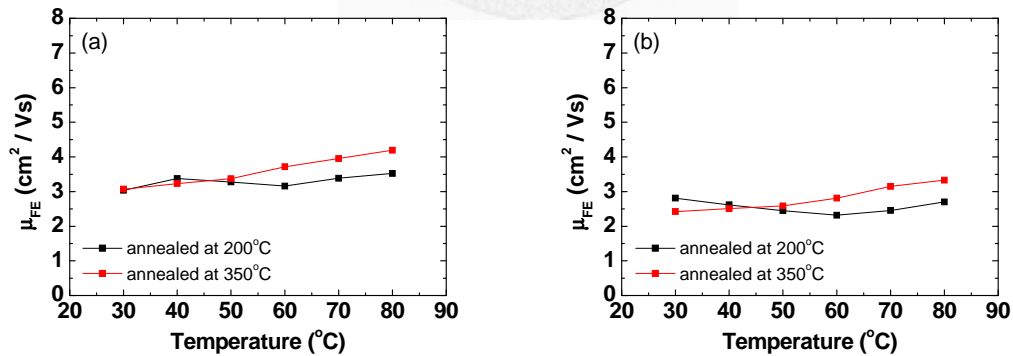 (a)
8
7
6
5
4
3
2
1
0
μFE (cm² / Vs)
annealed at 200°C
annealed at 350°C
20 30 40 50 60 70 80 90
Temperature (°C)
(b)
8
7
6
5
4
3
2
1
0
μFE (cm² / Vs)
annealed at 200°C
annealed at 350°C
20 30 40 50 60 70 80 90
Temperature (°C)